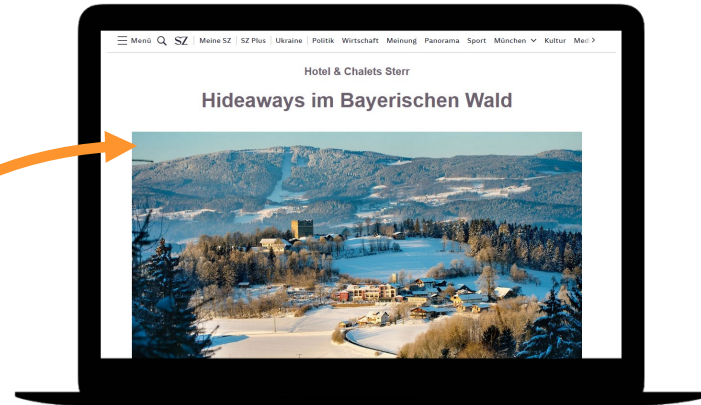 Menü SZ Meine SZ SZ Plus Ukraine Politik Wirtschaft Meinung Panorama Sport München Kultur Med
Hotel & Chalets Sterr
Hideaways im Bayerischen Wald